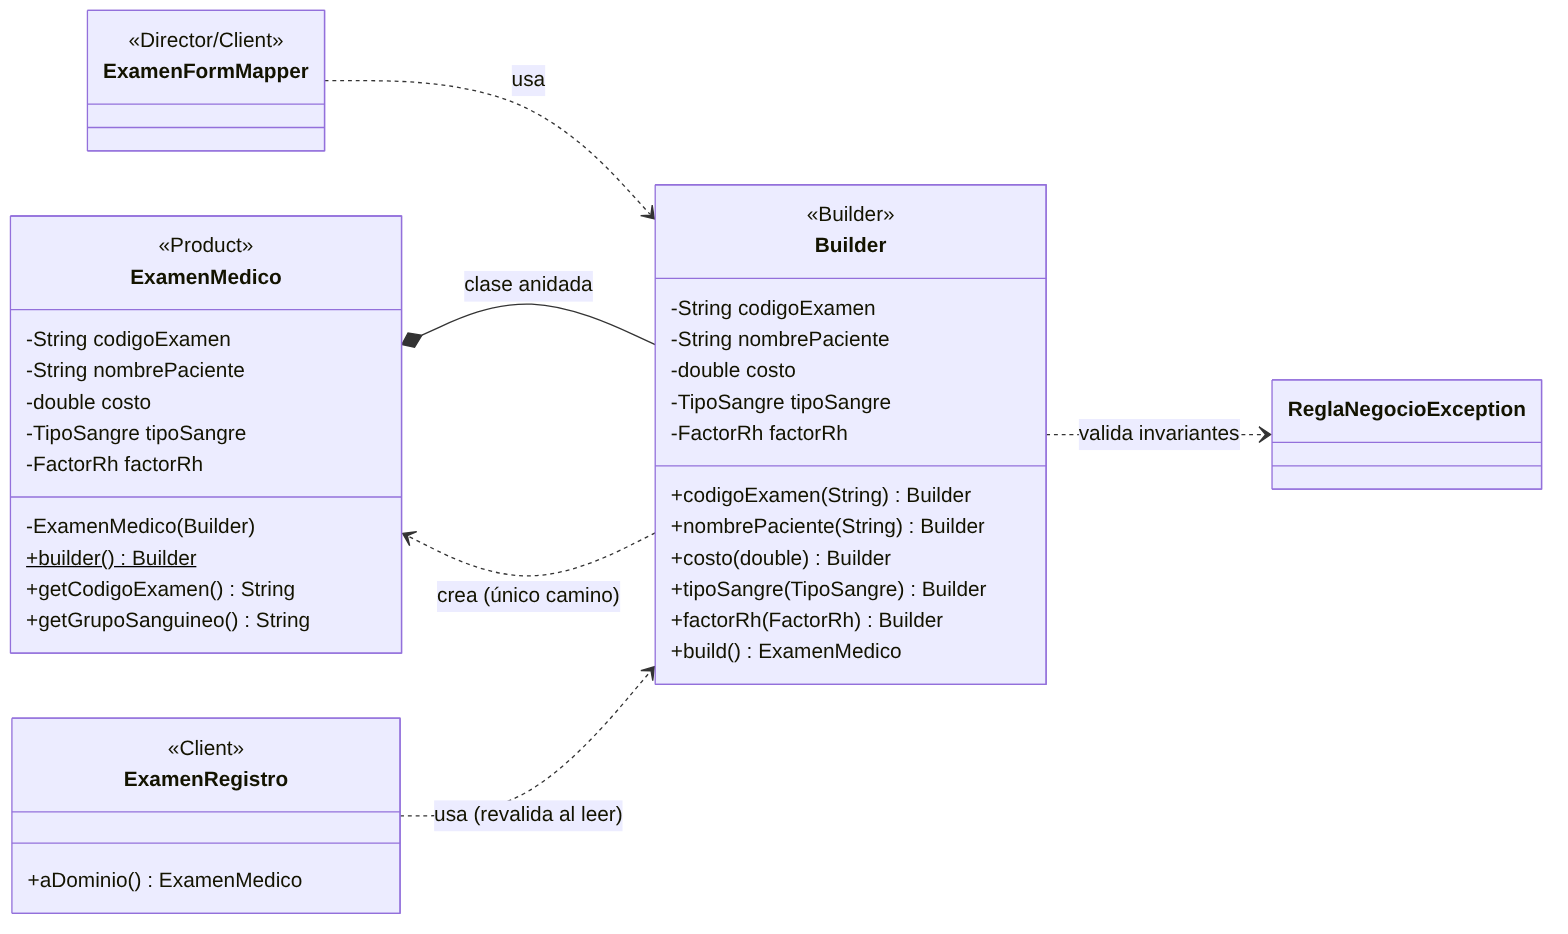 «Director/Client»
ExamenFormMapper
usa
«Product»
ExamenMedico
-String codigoExamen
-String nombrePaciente
-double costo
-TipoSangre tipoSangre
-FactorRh factorRh
-ExamenMedico(Builder)
+builder() : Builder
+getCodigoExamen() : String
+getGrupoSanguineo() : String
clase anidada
crea (único camino)
«Builder»
Builder
-String codigoExamen
-String nombrePaciente
-double costo
-TipoSangre tipoSangre
-FactorRh factorRh
+codigoExamen(String) : Builder
+nombrePaciente(String) : Builder
+costo(double) : Builder
+tipoSangre(TipoSangre) : Builder
+factorRh(FactorRh) : Builder
+build() : ExamenMedico
valida invariantes
ReglaNegocioException
«Client»
ExamenRegistro
+aDominio() : ExamenMedico
usa (revalida al leer)